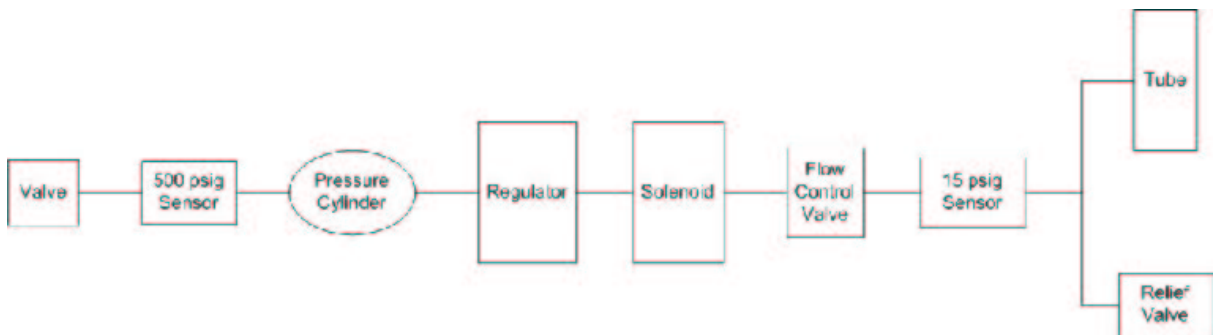 Valve
500 psig
Sensor
Pressure
Cylinder
Regulator
Solenoid
Flow
Control
Valve
15 psig
Sensor
Tube
Relief
Valve